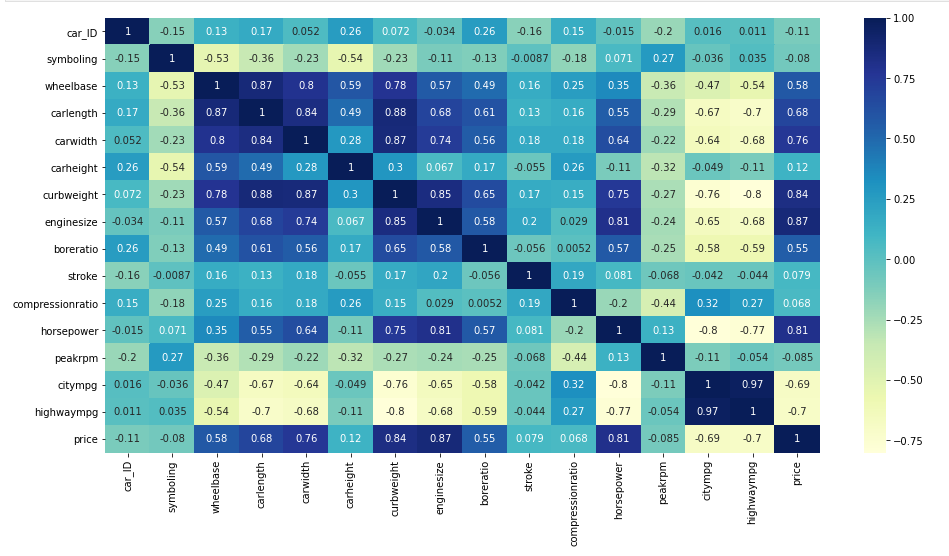 car_ID 1 -0.15 0.13 0.17 0.052 0.26 0.072 -0.034 0.26 -0.16 0.15 -0.015 -0.2 0.016 0.011 -0.11 1.00
symboling -0.15 1 -0.53 -0.36 -0.23 -0.54 -0.23 -0.11 -0.13 -0.0087 -0.18 0.071 0.27 -0.036 0.035 -0.08
wheelbase 0.13 -0.53 1 0.87 0.8 0.59 0.78 0.57 0.49 0.16 0.25 0.35 -0.36 -0.47 -0.54 0.58 0.75
carlength 0.17 -0.36 0.87 1 0.84 0.49 0.88 0.68 0.61 0.13 0.16 0.55 -0.29 -0.67 -0.7 0.68
carwidth 0.052 -0.23 0.8 0.84 1 0.28 0.87 0.74 0.56 0.18 0.18 0.64 -0.22 -0.64 -0.68 0.76 0.50
carheight 0.26 -0.54 0.59 0.49 0.28 1 0.3 0.067 0.17 -0.055 0.26 -0.11 -0.32 -0.049 -0.11 0.12
curbweight 0.072 -0.23 0.78 0.88 0.87 0.3 1 0.85 0.65 0.17 0.15 0.75 -0.27 -0.76 -0.8 0.84 0.25
enginesize -0.034 -0.11 0.57 0.68 0.74 0.067 0.85 1 0.58 0.2 0.029 0.81 -0.24 -0.65 -0.68 0.87
boreratio 0.26 -0.13 0.49 0.61 0.56 0.17 0.65 0.58 1 -0.056 0.0052 0.57 -0.25 -0.58 -0.59 0.55 0.00
stroke -0.16 -0.0087 0.16 0.13 0.18 -0.055 0.17 0.2 -0.056 1 0.19 0.081 -0.068 -0.042 -0.044 0.079
compressionratio 0.15 -0.18 0.25 0.16 0.18 0.26 0.15 0.029 0.0052 0.19 1 -0.2 -0.44 0.32 0.27 0.068
horsepower -0.015 0.071 0.35 0.55 0.64 -0.11 0.75 0.81 0.57 0.081 -0.2 1 0.13 -0.8 -0.77 0.81 −0.25
peakrpm -0.2 0.27 -0.36 -0.29 -0.22 -0.32 -0.27 -0.24 -0.25 -0.068 -0.44 0.13 1 -0.11 -0.054 -0.085
citympg 0.016 -0.036 -0.47 -0.67 -0.64 -0.049 -0.76 -0.65 -0.58 -0.042 0.32 -0.8 -0.11 1 0.97 -0.69 −0.50
highwaympg 0.011 0.035 -0.54 -0.7 -0.68 -0.11 -0.8 -0.68 -0.59 -0.044 0.27 -0.77 -0.054 0.97 1 -0.7
price -0.11 -0.08 0.58 0.68 0.76 0.12 0.84 0.87 0.55 0.079 0.068 0.81 -0.085 -0.69 -0.7 1 −0.75
car_ID symboling wheelbase carlength carwidth carheight curbweight enginesize boreratio stroke compressionratio horsepower peakrpm citympg highwaympg price